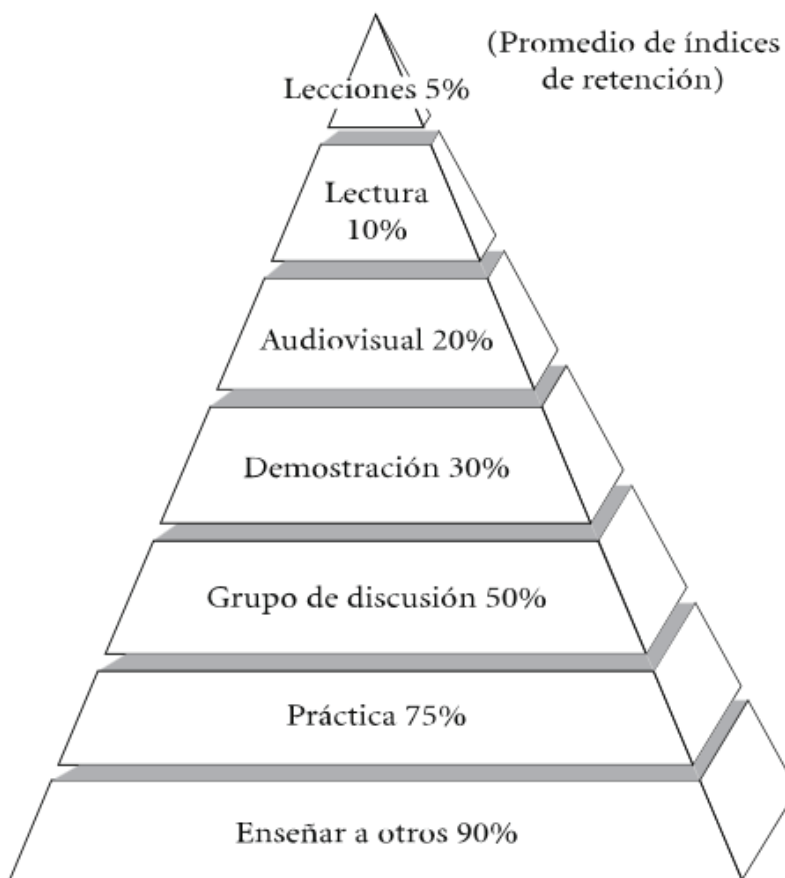 (Promedio de índices
de retención)
Lecciones 5%
Lectura
10%
Audiovisual 20%
Demostración 30%
Grupo de discusión 50%
Práctica 75%
Enseñar a otros 90%